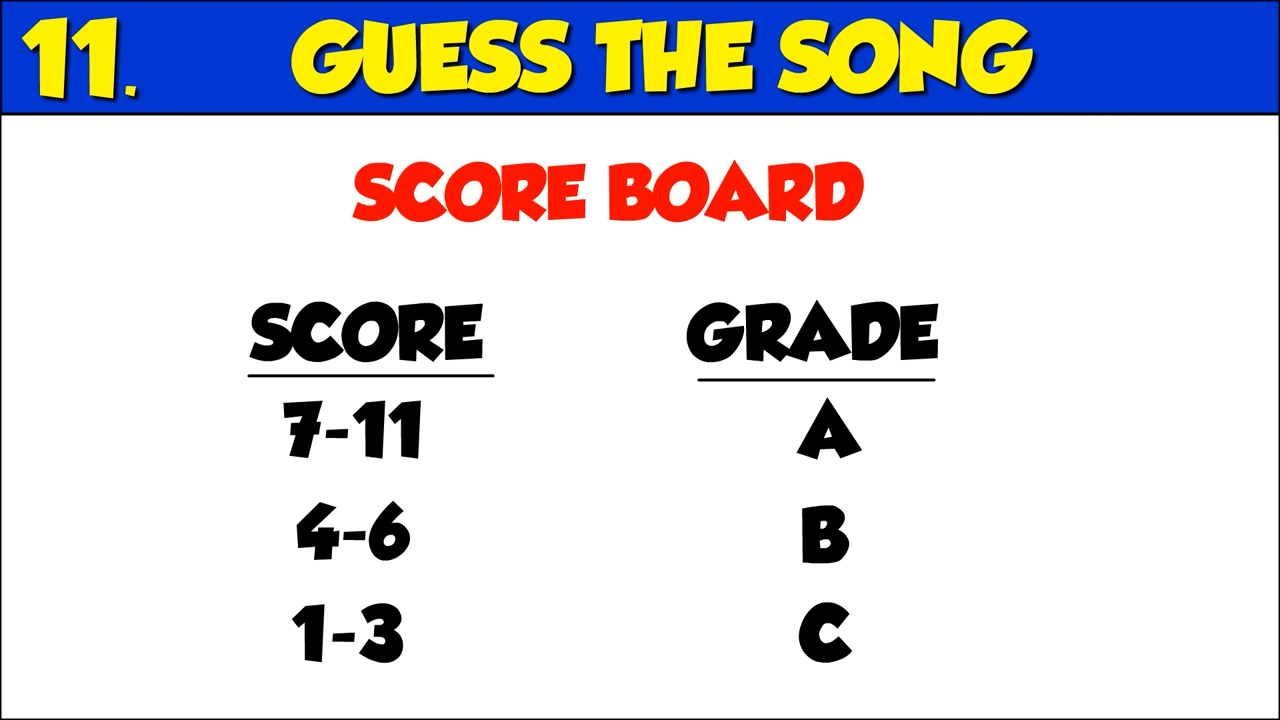 11. GUESS THE SONG
SCORE BOARD
SCORE GRADE
7-11 A
4-6 B
1-3 C